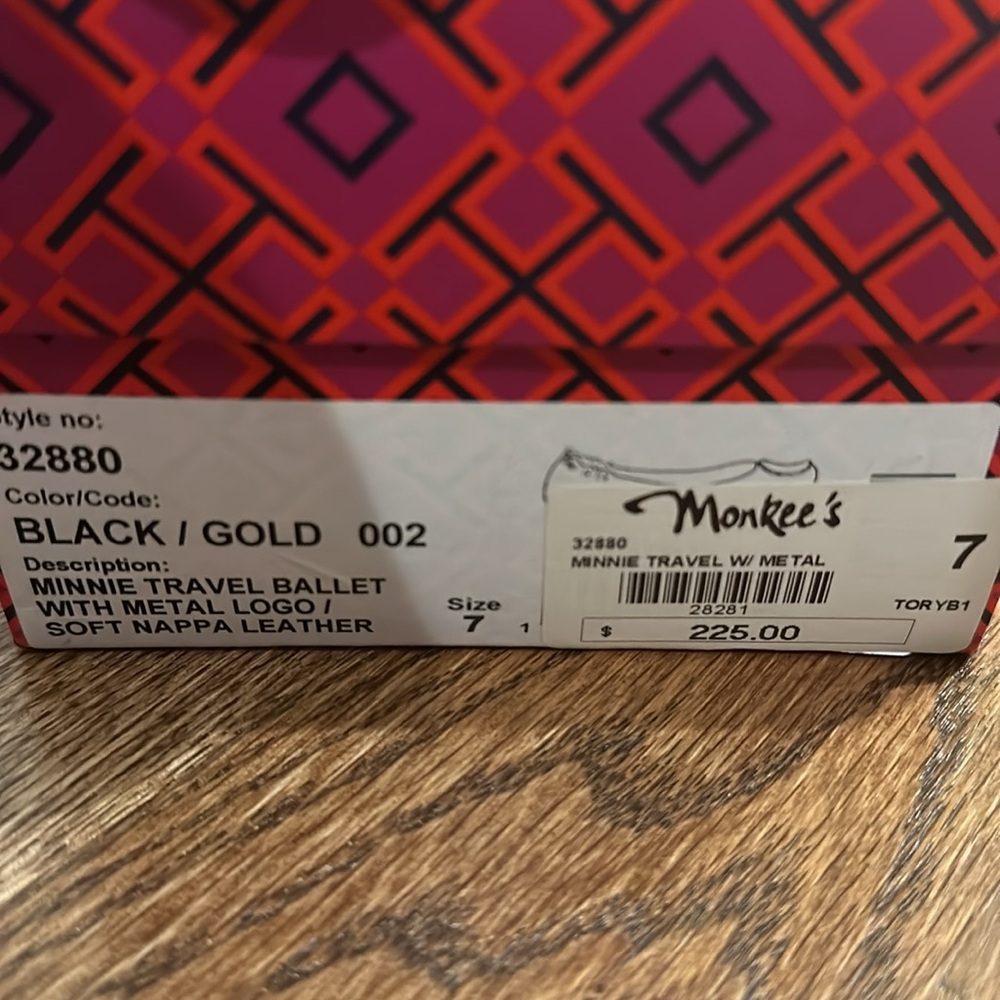 tyle no:
32880
Color/Code:
BLACK / GOLD 002
Description:
MINNIE TRAVEL BALLET
WITH METAL LOGO /
SOFT NAPPA LEATHER
Size
7 1
Monkee's
32880
MINNIE TRAVEL W/ METAL
7
28281
TORYB1
$ 225.00